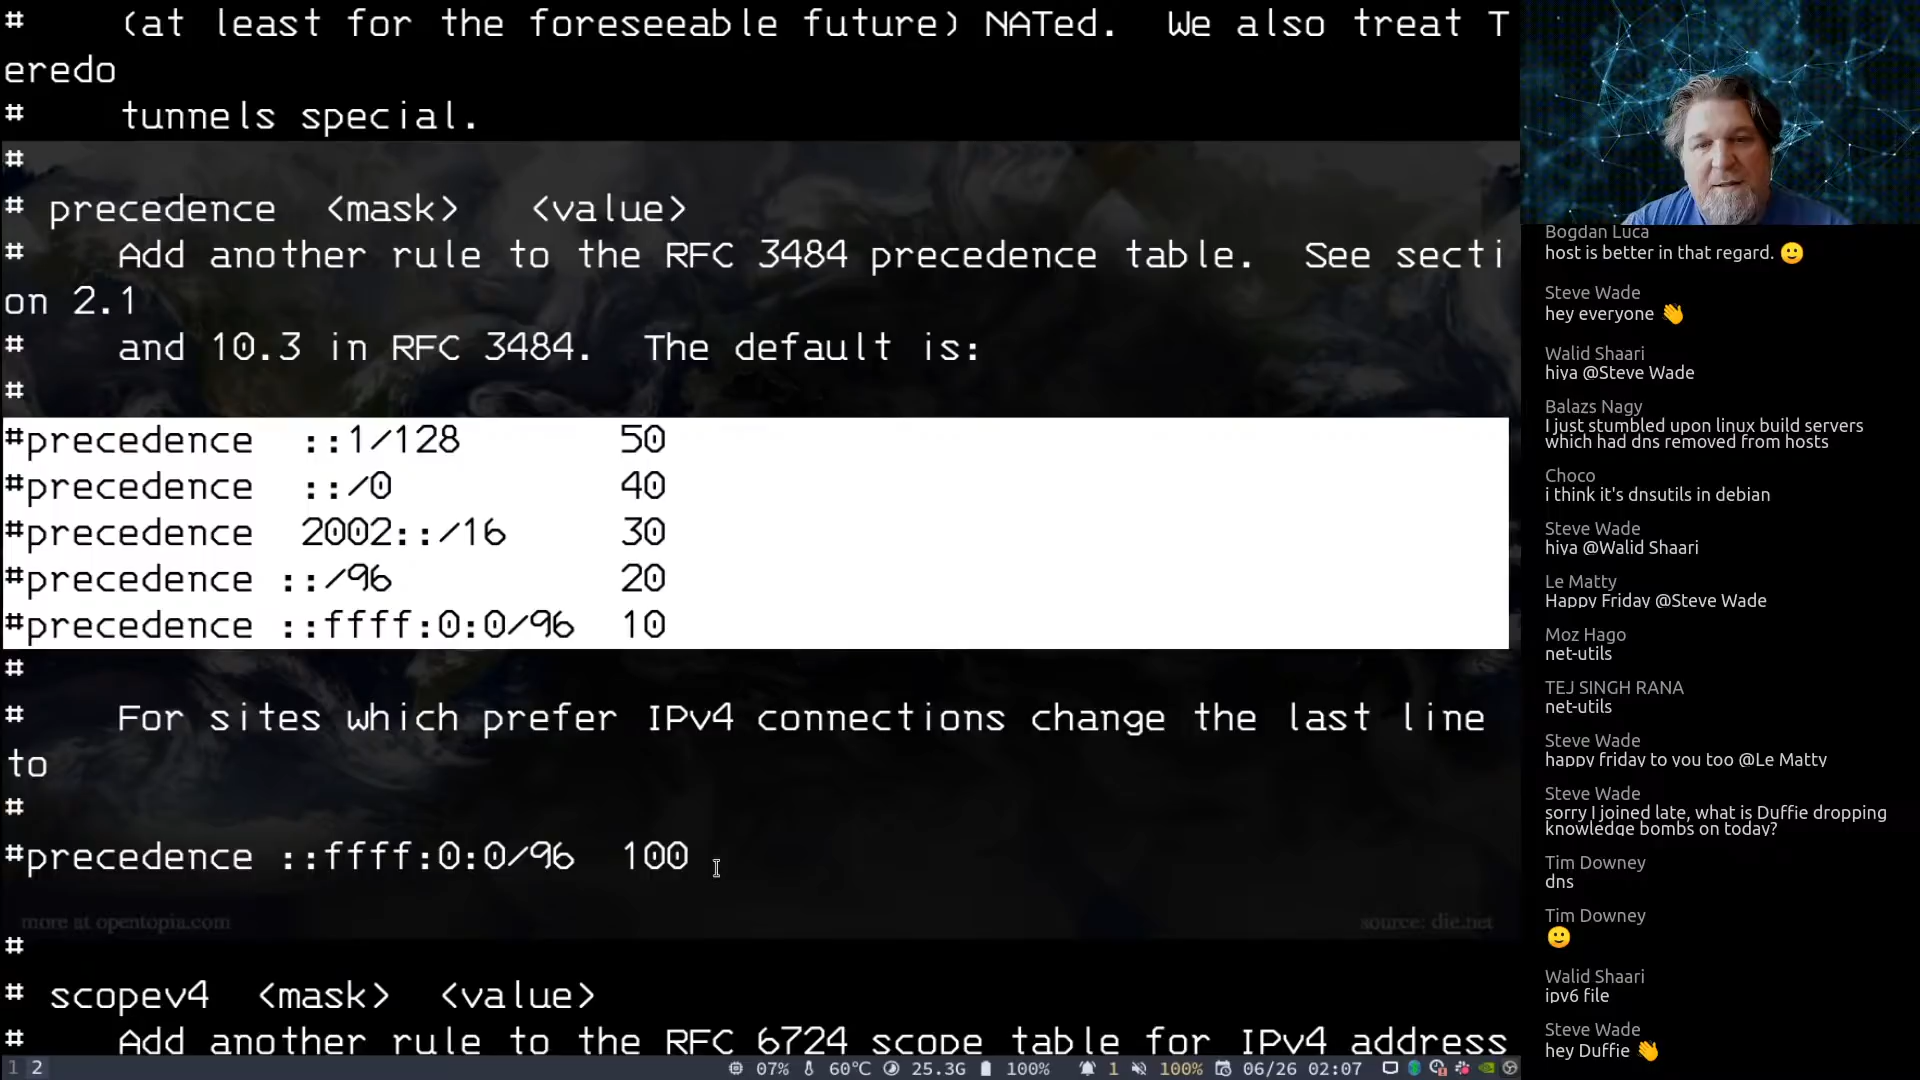 #    (at least for the foreseeable future) NATed.  We also treat T
eredo
#    tunnels special.
#
# precedence  <mask>   <value>
#    Add another rule to the RFC 3484 precedence table.  See secti
on 2.1
#    and 10.3 in RFC 3484.  The default is:
#
#precedence  ::1/128       50
#precedence  ::/0          40
#precedence  2002::/16     30
#precedence ::/96          20
#precedence ::ffff:0:0/96  10
#
#    For sites which prefer IPv4 connections change the last line
to
#
#precedence ::ffff:0:0/96  100
more at opentopia.com
source: die.net
#
# scopev4  <mask>  <value>
#    Add another rule to the RFC 6724 scope table for IPv4 address
1 2
07% 60°C 25.3G 100% 1 100% 06/26 02:07
Bogdan Luca
host is better in that regard. 🙂
Steve Wade
hey everyone 👋
Walid Shaari
hiya @Steve Wade
Balazs Nagy
I just stumbled upon linux build servers
which had dns removed from hosts
Choco
i think it's dnsutils in debian
Steve Wade
hiya @Walid Shaari
Le Matty
Happy Friday @Steve Wade
Moz Hago
net-utils
TEJ SINGH RANA
net-utils
Steve Wade
happy friday to you too @Le Matty
Steve Wade
sorry I joined late, what is Duffie dropping
knowledge bombs on today?
Tim Downey
dns
Tim Downey
🙂
Walid Shaari
ipv6 file
Steve Wade
hey Duffie 👋